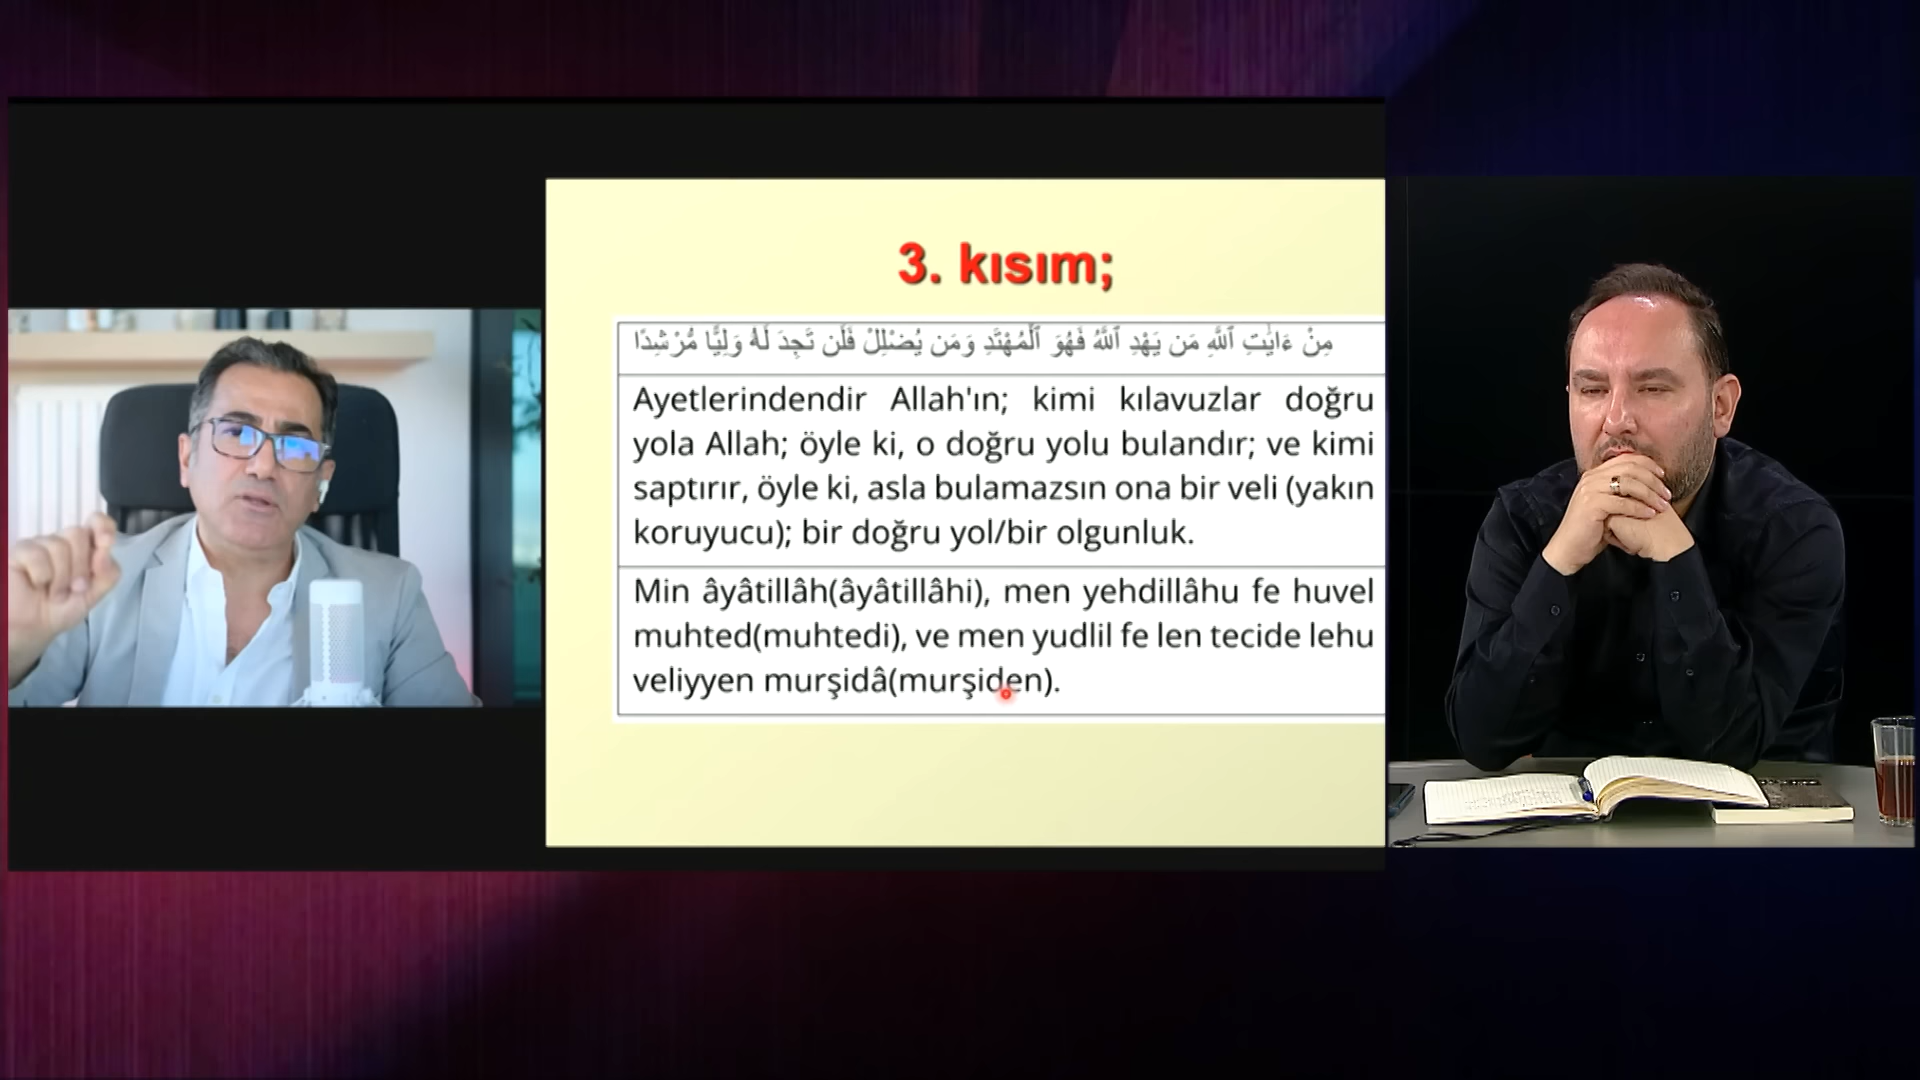 3. kısım;
مِنْ ءَايَٰتِ ٱللَّهِ مَن يَهْدِ ٱللَّهُ فَهُوَ ٱلْمُهْتَدِ وَمَن يُضْلِلْ فَلَن تَجِدَ لَهُۥ وَلِيًّا مُّرْشِدًا
Ayetlerindendir Allah'ın; kimi kılavuzlar doğru
yola Allah; öyle ki, o doğru yolu bulandır; ve kimi
saptırır, öyle ki, asla bulamazsın ona bir veli (yakın
koruyucu); bir doğru yol/bir olgunluk.
Min âyâtillâh(âyâtillâhi), men yehdillâhu fe huvel
muhted(muhtedi), ve men yudlil fe len tecide lehu
veliyyen murşidâ(murşiden).